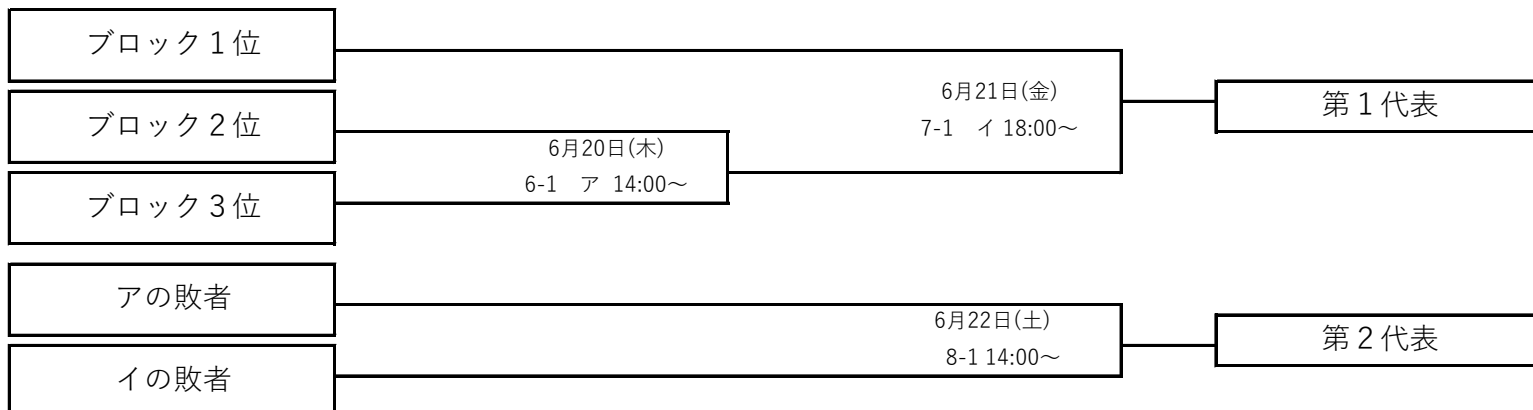 ブロック１位
ブロック２位
ブロック３位
6月20日(木)
6-1　ア 14:00～
6月21日(金)
7-1　イ 18:00～
第１代表
アの敗者
イの敗者
6月22日(土)
8-1 14:00～
第２代表